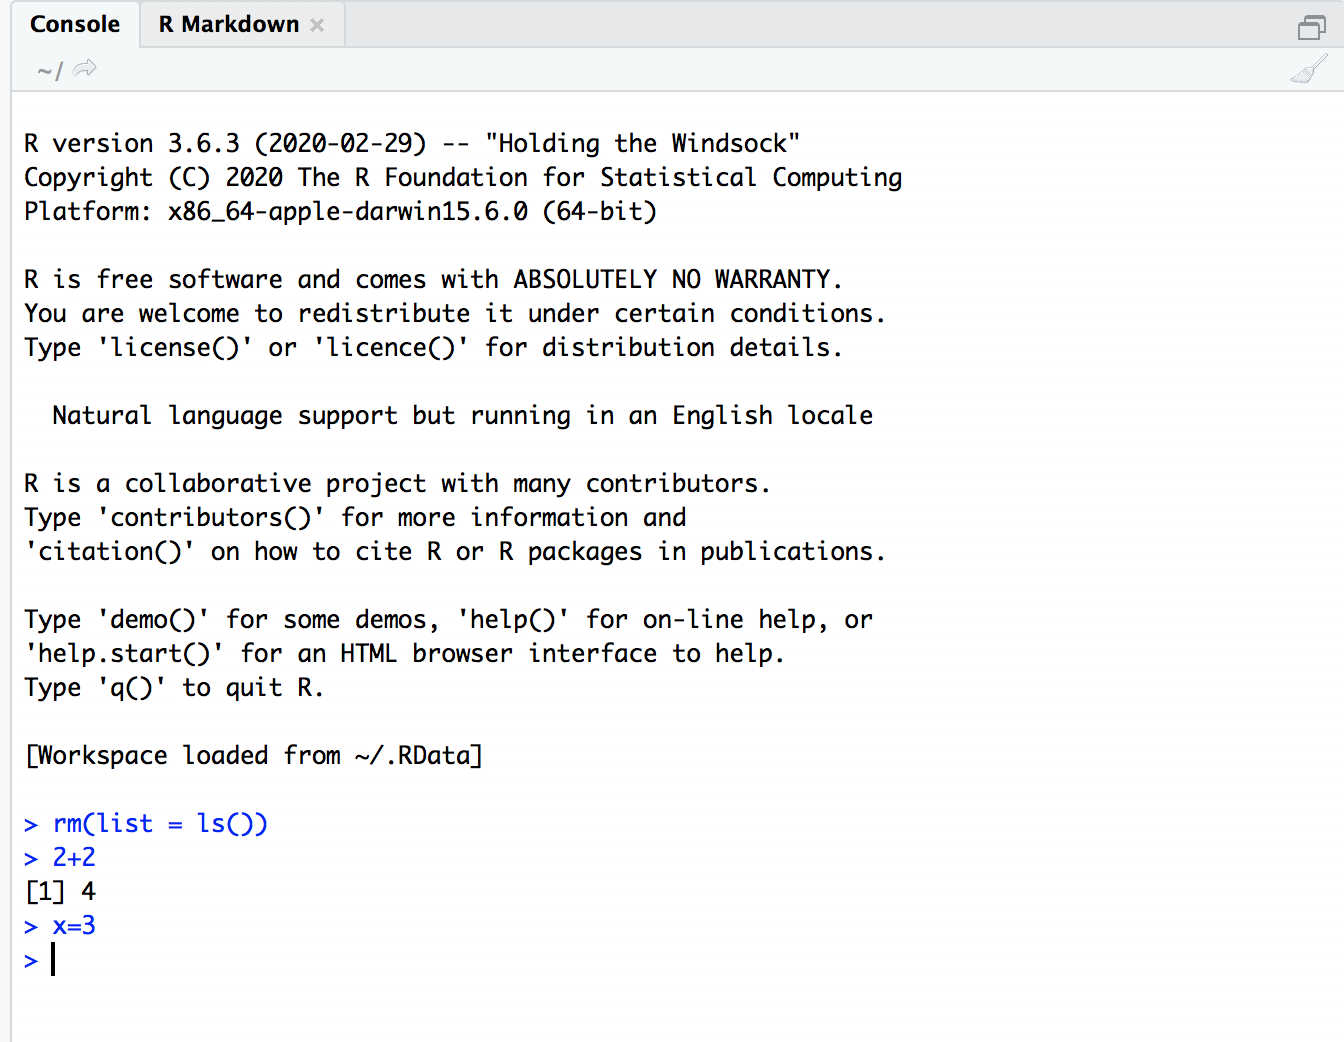 Console
R Markdown
~/
R version 3.6.3 (2020-02-29) -- "Holding the Windsock"
Copyright (C) 2020 The R Foundation for Statistical Computing
Platform: x86_64-apple-darwin15.6.0 (64-bit)
R is free software and comes with ABSOLUTELY NO WARRANTY.
You are welcome to redistribute it under certain conditions.
Type 'license()' or 'licence()' for distribution details.
Natural language support but running in an English locale
R is a collaborative project with many contributors.
Type 'contributors()' for more information and
'citation()' on how to cite R or R packages in publications.
Type 'demo()' for some demos, 'help()' for on-line help, or
'help.start()' for an HTML browser interface to help.
Type 'q()' to quit R.
[Workspace loaded from ~/.RData]
> rm(list = ls())
> 2+2
[1] 4
> x=3
>